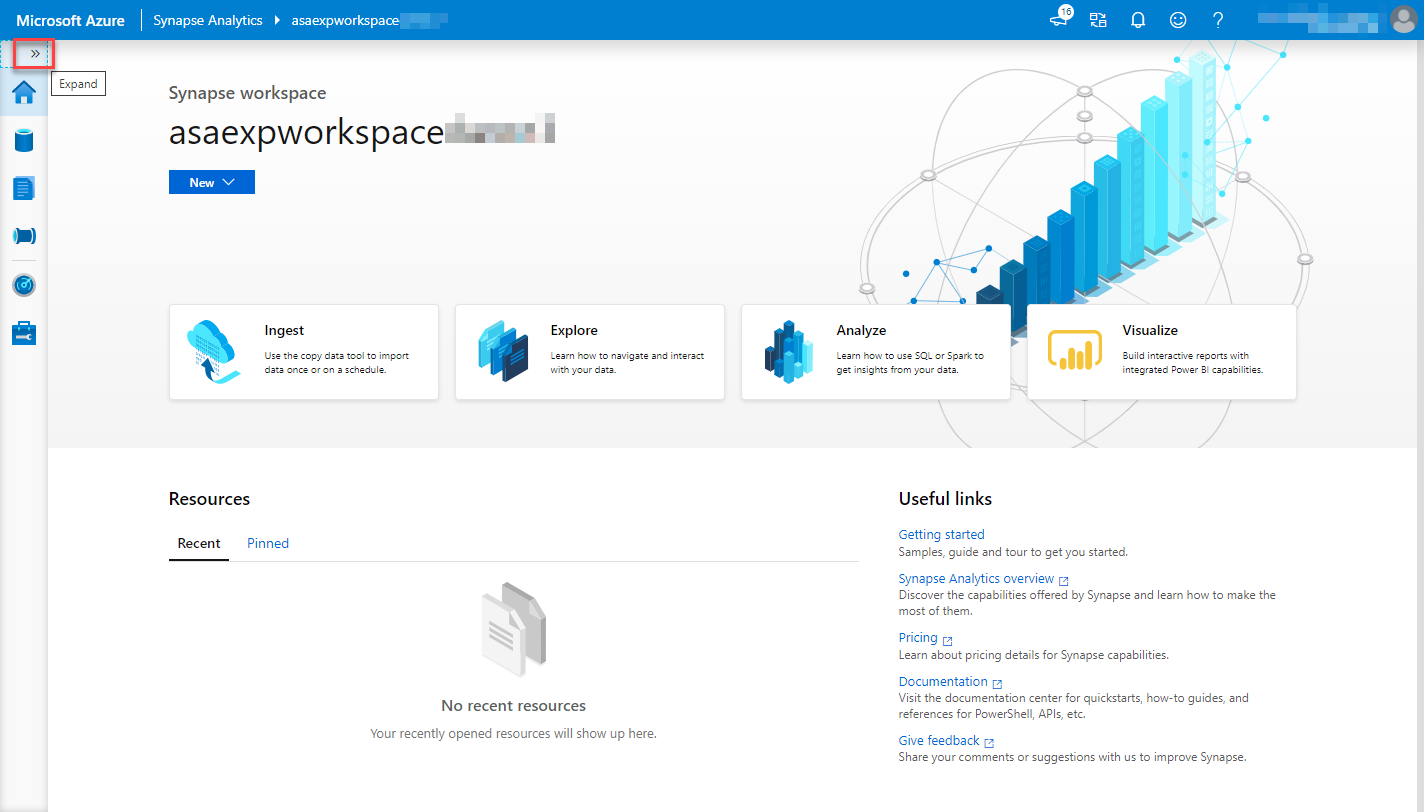 Microsoft Azure
Synapse Analytics
asaexpworkspace
16
?
»
Expand
Synapse workspace
asaexpworkspace
New
Ingest
Use the copy data tool to import
data once or on a schedule.
Explore
Learn how to navigate and interact
with your data.
Analyze
Learn how to use SQL or Spark to
get insights from your data.
Visualize
Build interactive reports with
integrated Power BI capabilities.
Resources
Recent
Pinned
No recent resources
Your recently opened resources will show up here.
Useful links
Getting started
Samples, guide and tour to get you started.
Synapse Analytics overview
Discover the capabilities offered by Synapse and learn how to make the
most of them.
Pricing
Learn about pricing details for Synapse capabilities.
Documentation
Visit the documentation center for quickstarts, how-to guides, and
references for PowerShell, APIs, etc.
Give feedback
Share your comments or suggestions with us to improve Synapse.